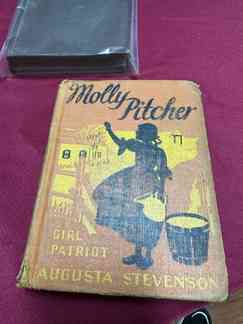 Molly Pitcher
GIRL
PATRIOT
AUGUSTA STEVENSON